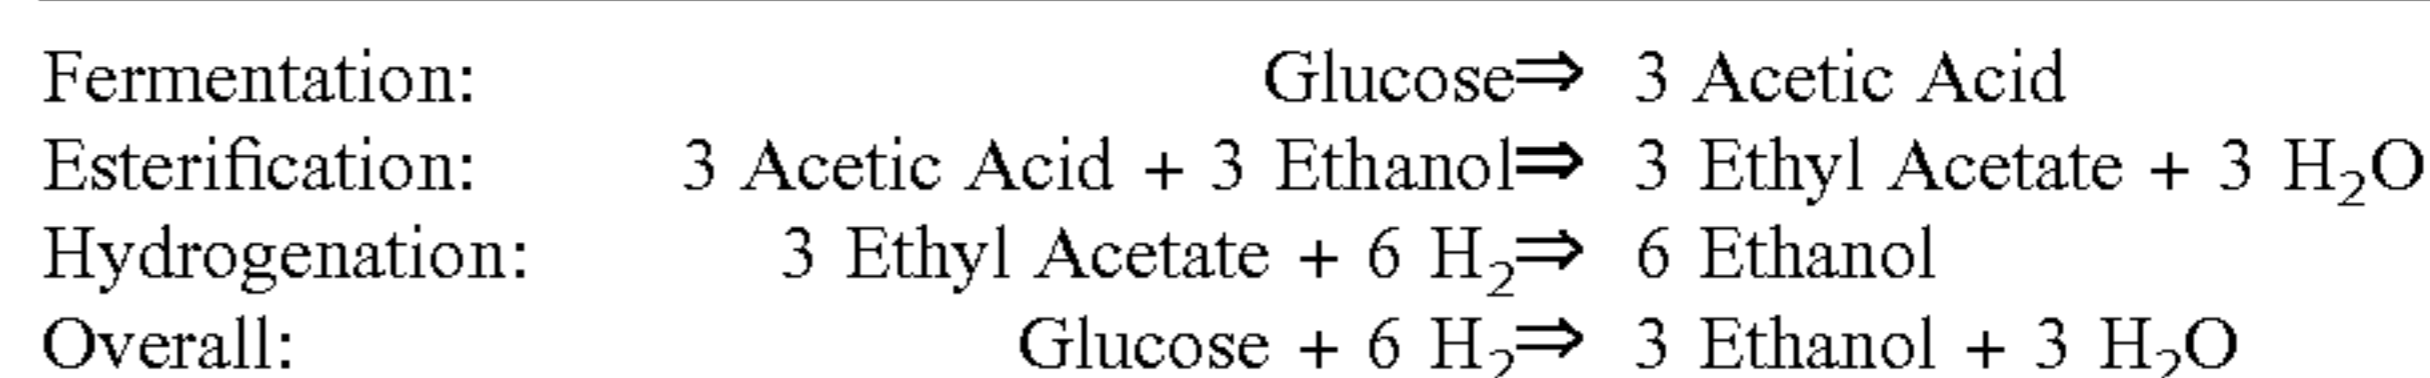 Fermentation: Glucose⇒ 3 Acetic Acid
Esterification: 3 Acetic Acid + 3 Ethanol⇒ 3 Ethyl Acetate + 3 H₂O
Hydrogenation: 3 Ethyl Acetate + 6 H₂⇒ 6 Ethanol
Overall: Glucose + 6 H₂⇒ 3 Ethanol + 3 H₂O